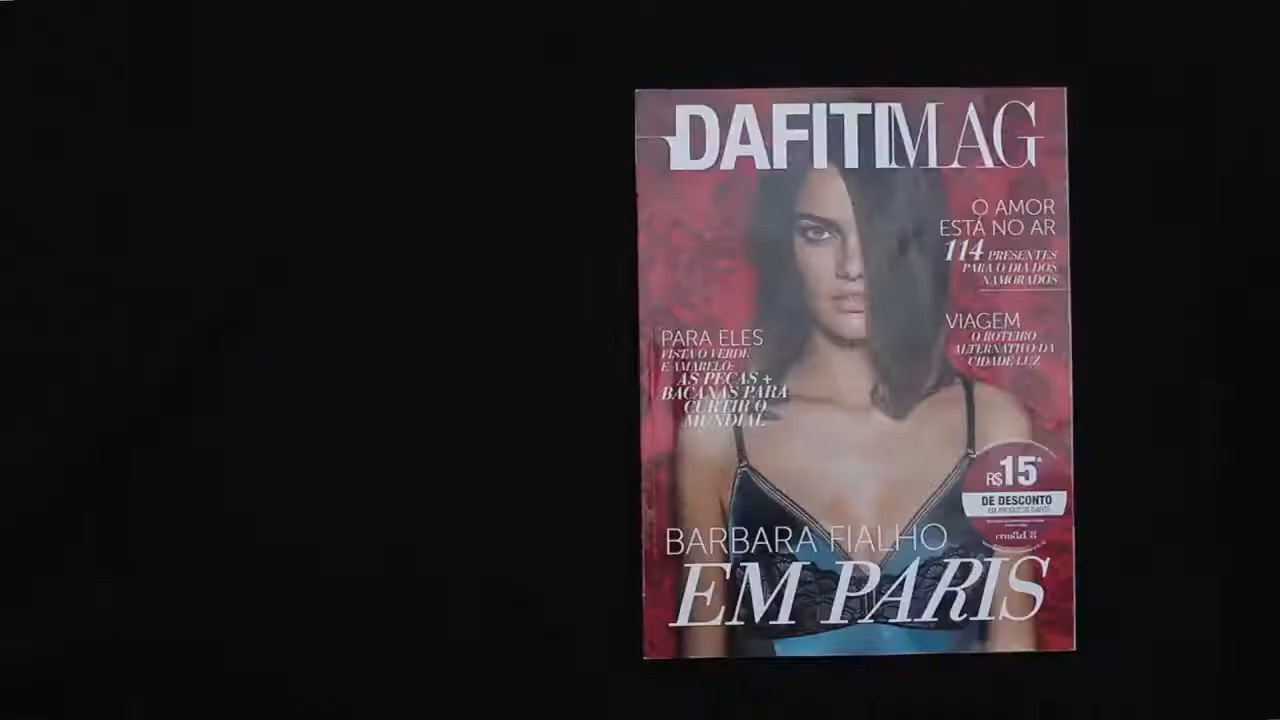 DAFITIMAG
O AMOR
ESTÁ NO AR
114 PRESENTES
PARA O DIA DOS
NAMORADOS
VIAGEM
O ROTEIRO
ALTERNATIVO DA
CIDADE LUZ
PARA ELES
VISTA O VERDE
E AMARELO:
AS PEÇAS +
BACANAS PARA
CURTIR O
MUNDIAL
R$15*
DE DESCONTO
BARBARA FIALHO
EM PARIS